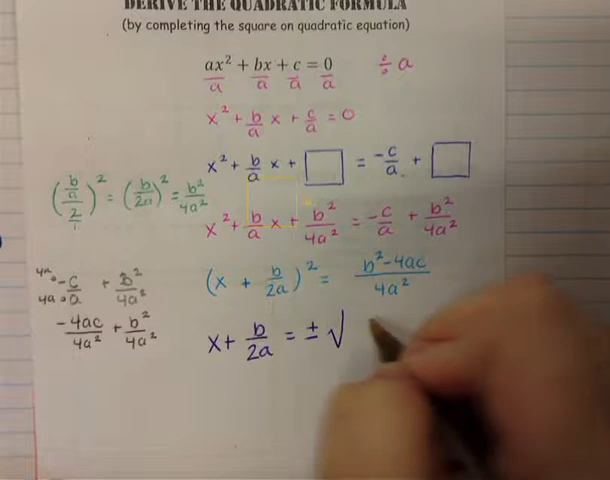 DERIVE THE QUADRATIC FORMULA
(by completing the square on quadratic equation)
ax² + bx + c = 0 ÷ a
a a a a
x² + b/a x + c/a = 0
x² + b/a x + □ = -c/a + □
(b/a / 2/1)² = (b/2a)² = b²/4a²
x² + b/a x + b²/4a² = -c/a + b²/4a²
(x + b/2a)² = b²-4ac / 4a²
4a · -c / 4a · a + b²/4a²
-4ac/4a² + b²/4a²
x + b/2a = ± √